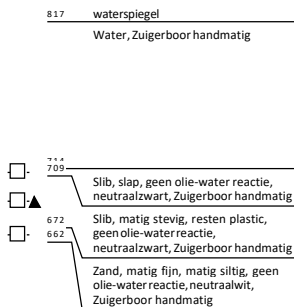 817 waterspiegel
Water, Zuigerboor handmatig
714
709
Slib, slap, geen olie-water reactie,
neutraalzwart, Zuigerboor handmatig
672 Slib, matig stevig, resten plastic,
geen olie-water reactie,
662
neutraalzwart, Zuigerboor handmatig
Zand, matig fijn, matig siltig, geen
olie-water reactie, neutraalwit,
Zuigerboor handmatig